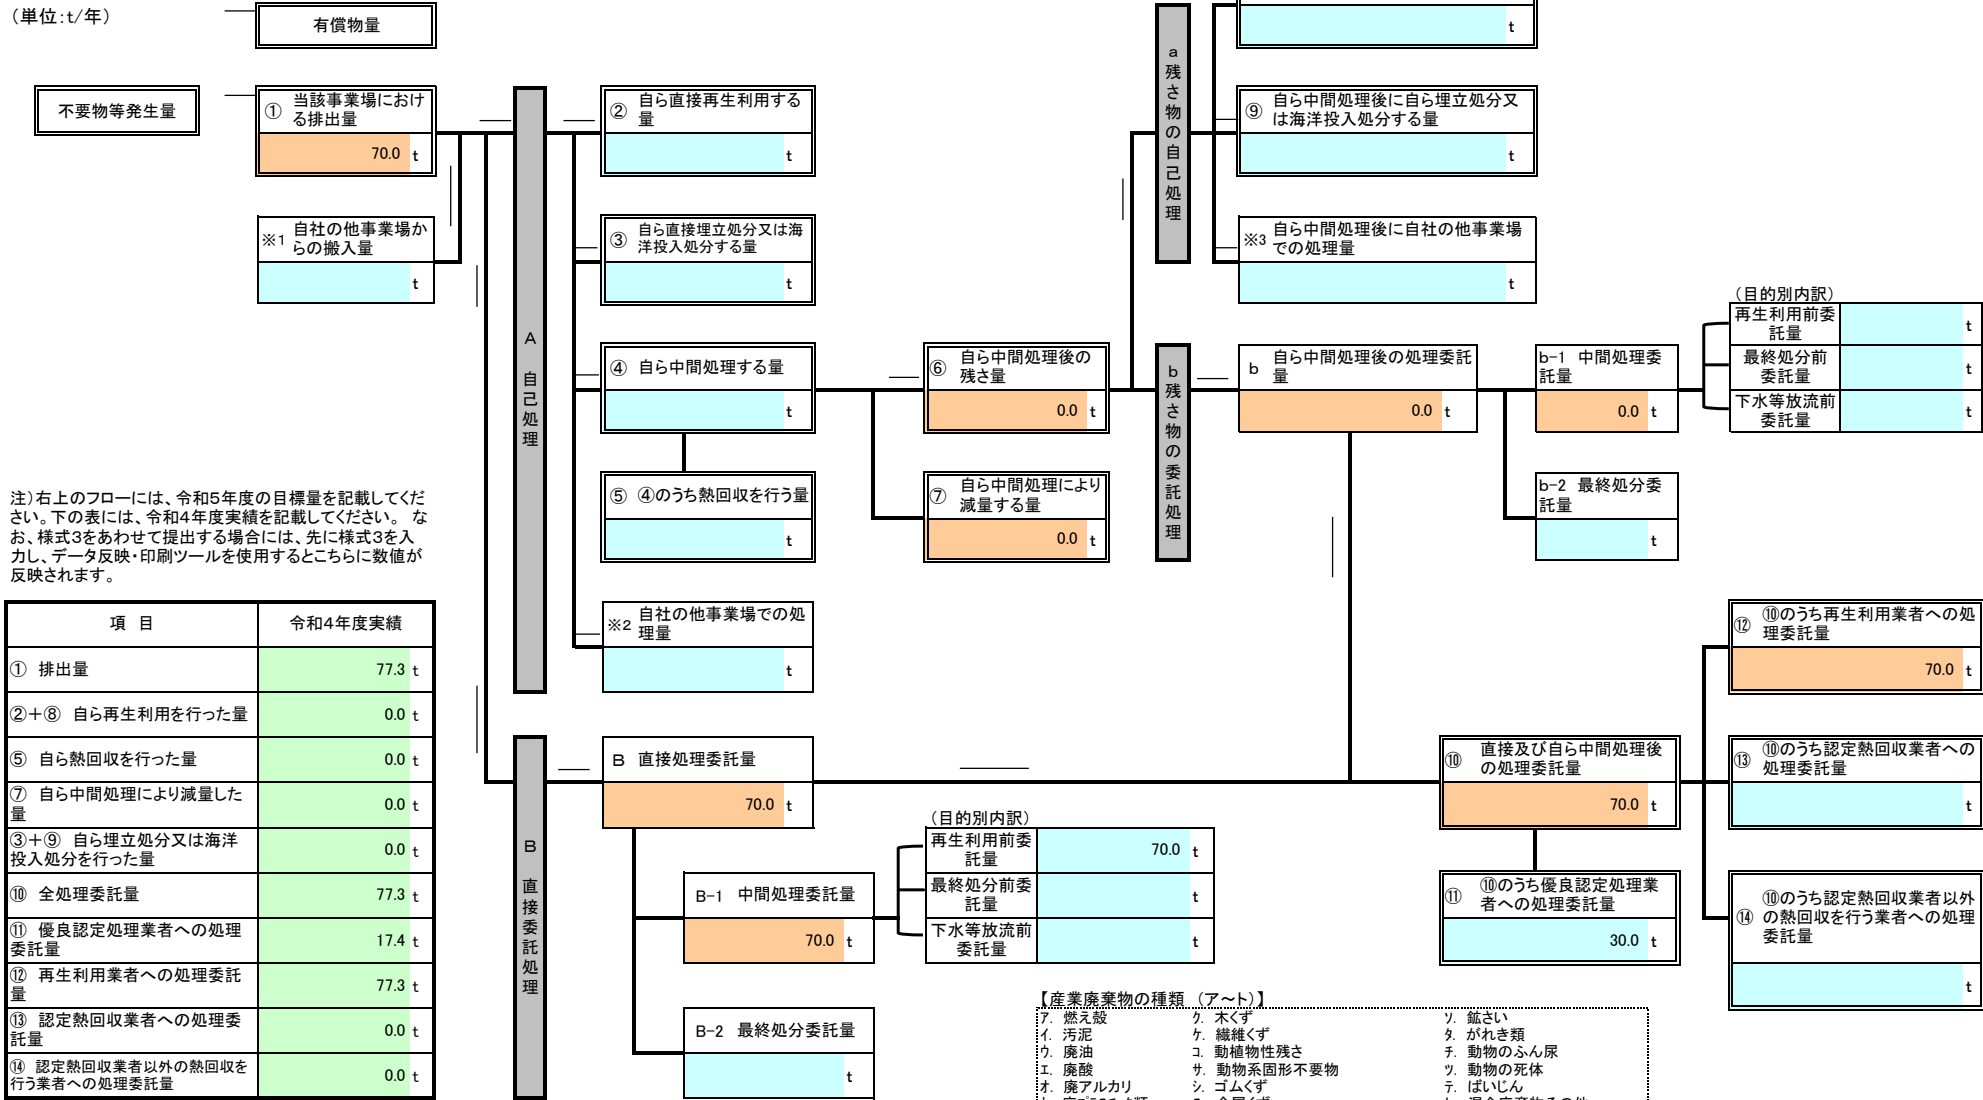 （単位：t/年）
有償物量
不要物等発生量
① 当該事業場におけ
る排出量
70.0 t
※1 自社の他事業場か
らの搬入量
t
A 自己処理
② 自ら直接再生利用する
量
t
③ 自ら直接埋立処分又は海
洋投入処分する量
t
④ 自ら中間処理する量
t
⑤ ④のうち熱回収を行う量
t
※2 自社の他事業場での処
理量
t
⑥ 自ら中間処理後の
残さ量
0.0 t
⑦ 自ら中間処理により
減量する量
0.0 t
a 残さ物の自己処理
t
⑨ 自ら中間処理後に自ら埋立処分又
は海洋投入処分する量
t
※3 自ら中間処理後に自社の他事業場
での処理量
t
b 残さ物の委託処理
b 自ら中間処理後の処理委託
量
0.0 t
b-1 中間処理委
託量
0.0 t
b-2 最終処分委
託量
t
（目的別内訳）
再生利用前委
託量
t
最終処分前
委託量
t
下水等放流前
委託量
t
注）右上のフローには、令和5年度の目標量を記載してくだ
さい。下の表には、令和4年度実績を記載してください。 な
お、様式3をあわせて提出する場合には、先に様式3を入
力し、データ反映・印刷ツールを使用するとこちらに数値が
反映されます。
項 目 令和4年度実績
① 排出量 77.3 t
②＋⑧ 自ら再生利用を行った量 0.0 t
⑤ 自ら熱回収を行った量 0.0 t
⑦ 自ら中間処理により減量した
量 0.0 t
③＋⑨ 自ら埋立処分又は海洋
投入処分を行った量 0.0 t
⑩ 全処理委託量 77.3 t
⑪ 優良認定処理業者への処理
委託量 17.4 t
⑫ 再生利用業者への処理委託
量 77.3 t
⑬ 認定熱回収業者への処理委
託量 0.0 t
⑭ 認定熱回収業者以外の熱回収を
行う業者への処理委託量 0.0 t
B 直接委託処理
B 直接処理委託量
70.0 t
B-1 中間処理委託量
70.0 t
B-2 最終処分委託量
t
（目的別内訳）
再生利用前委
託量
70.0 t
最終処分前委
託量
t
下水等放流前
委託量
t
⑩ 直接及び自ら中間処理後
の処理委託量
70.0 t
⑪ ⑩のうち優良認定処理業
者への処理委託量
30.0 t
⑫ ⑩のうち再生利用業者への処
理委託量
70.0 t
⑬ ⑩のうち認定熱回収業者への
処理委託量
t
⑭ ⑩のうち認定熱回収業者以外
の熱回収を行う業者への処理
委託量
t
【産業廃棄物の種類 （ア～ト）】
ア. 燃え殻 ク. 木くず ソ. 鉱さい
イ. 汚泥 ケ. 繊維くず タ. がれき類
ウ. 廃油 コ. 動植物性残さ チ. 動物のふん尿
エ. 廃酸 サ. 動物系固形不要物 ツ. 動物の死体
オ. 廃アルカリ シ. ゴムくず テ. ばいじん